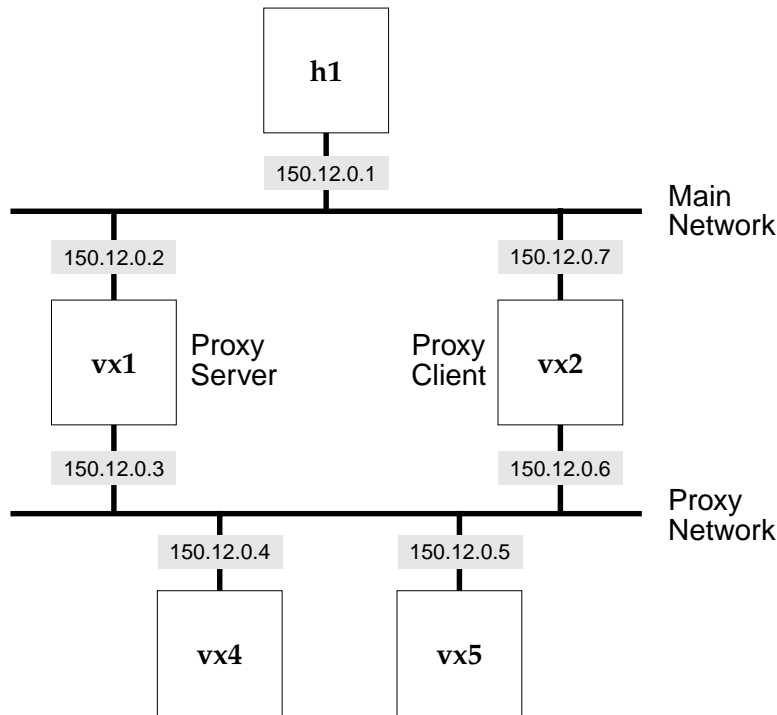 h1
150.12.0.1
Main
Network
150.12.0.2
150.12.0.7
vx1
Proxy
Server
Proxy
Client
vx2
150.12.0.3
150.12.0.6
Proxy
Network
150.12.0.4
150.12.0.5
vx4
vx5